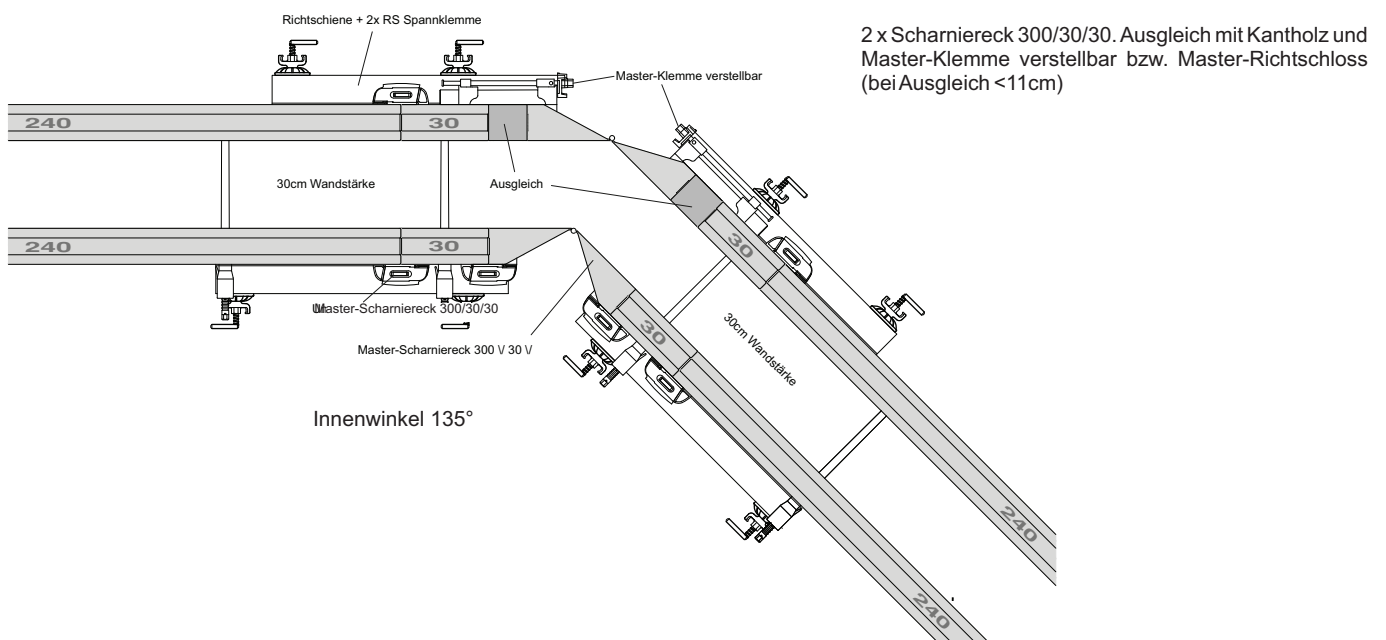 Richtschiene + 2x RS Spannklemme
2 x Scharniereck 300/30/30. Ausgleich mit Kantholz und
Master-Klemme verstellbar bzw. Master-Richtschloss
(bei Ausgleich <11cm)
Master-Klemme verstellbar
240
30
30cm Wandstärke
Ausgleich
30
240
30
Master-Scharniereck 300/30/30
Master-Scharniereck 300 \/ 30 \/
30
30cm Wandstärke
Innenwinkel 135°
240
240